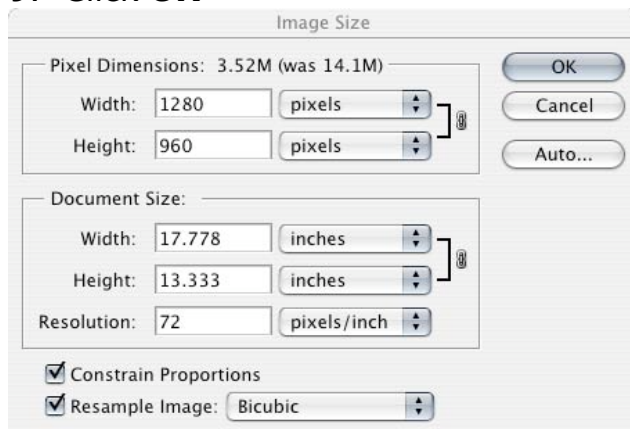 Image Size
Pixel Dimensions: 3.52M (was 14.1M)
OK
Width: 1280 pixels
Cancel
Height: 960 pixels
Auto...
Document Size:
Width: 17.778 inches
Height: 13.333 inches
Resolution: 72 pixels/inch
Constrain Proportions
Resample Image: Bicubic